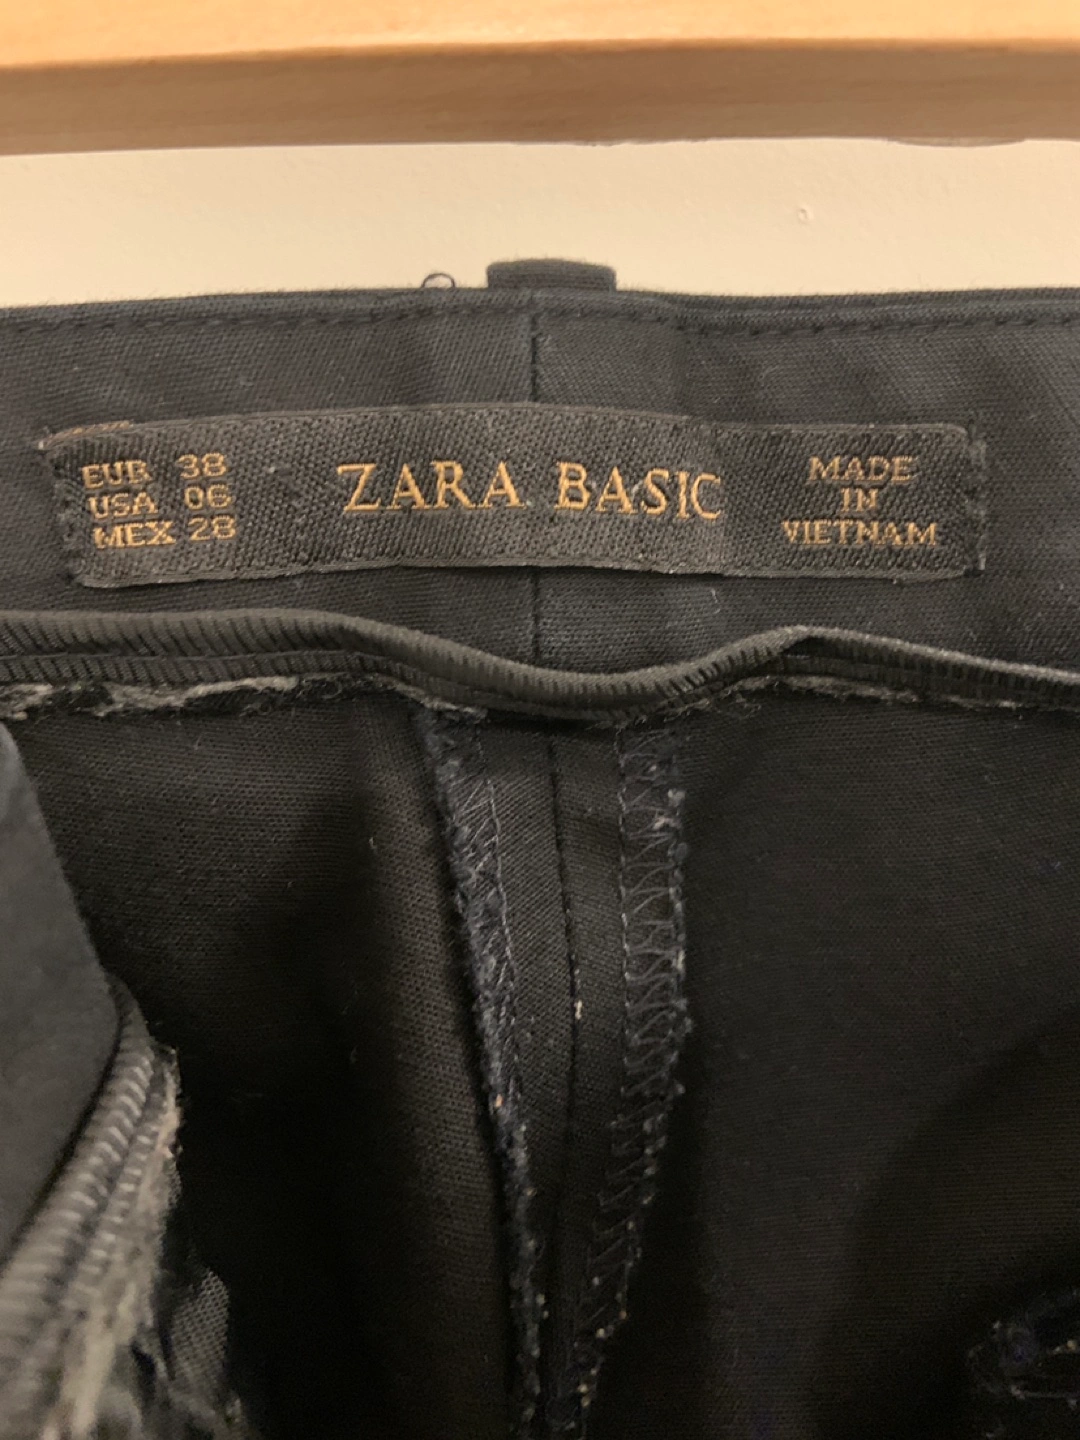 EUR 38
USA 06
MEX 28
ZARA BASIC
MADE
IN
VIETNAM